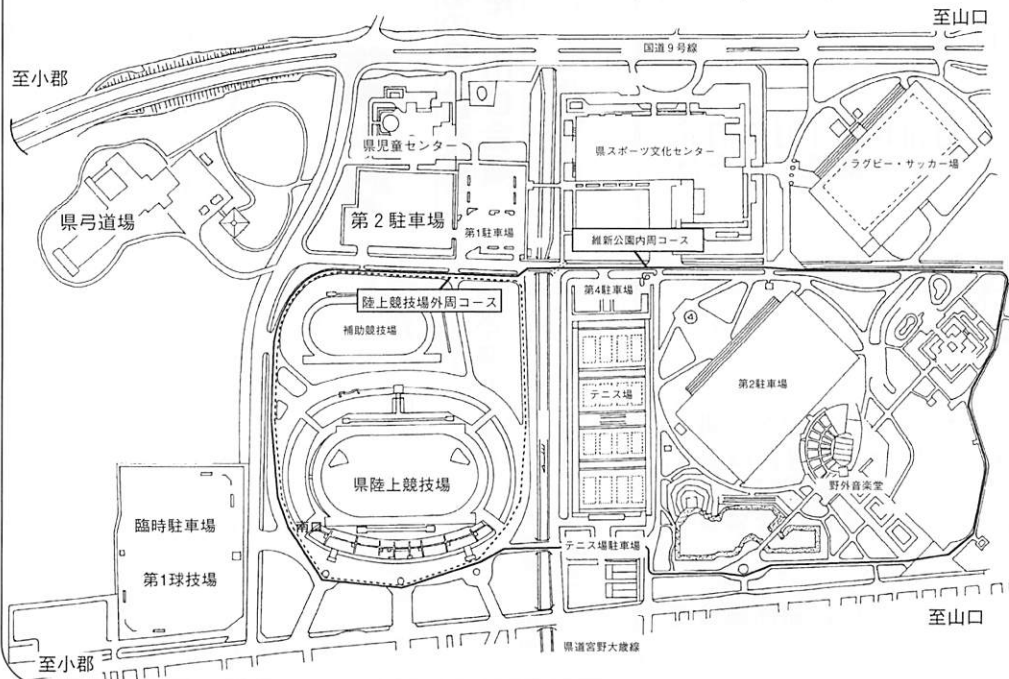 至山口
国道9号線
至小郡
県児童センター
県スポーツ文化センター
ラグビー・サッカー場
県弓道場
第2駐車場
第1駐車場
維新公園内周コース
第4駐車場
陸上競技場外周コース
補助競技場
④
第2駐車場
テニス場
県陸上競技場
野外音楽堂
臨時駐車場
南口
テニス場駐車場
第1球技場
至山口
県道宮野大歳線
至小郡